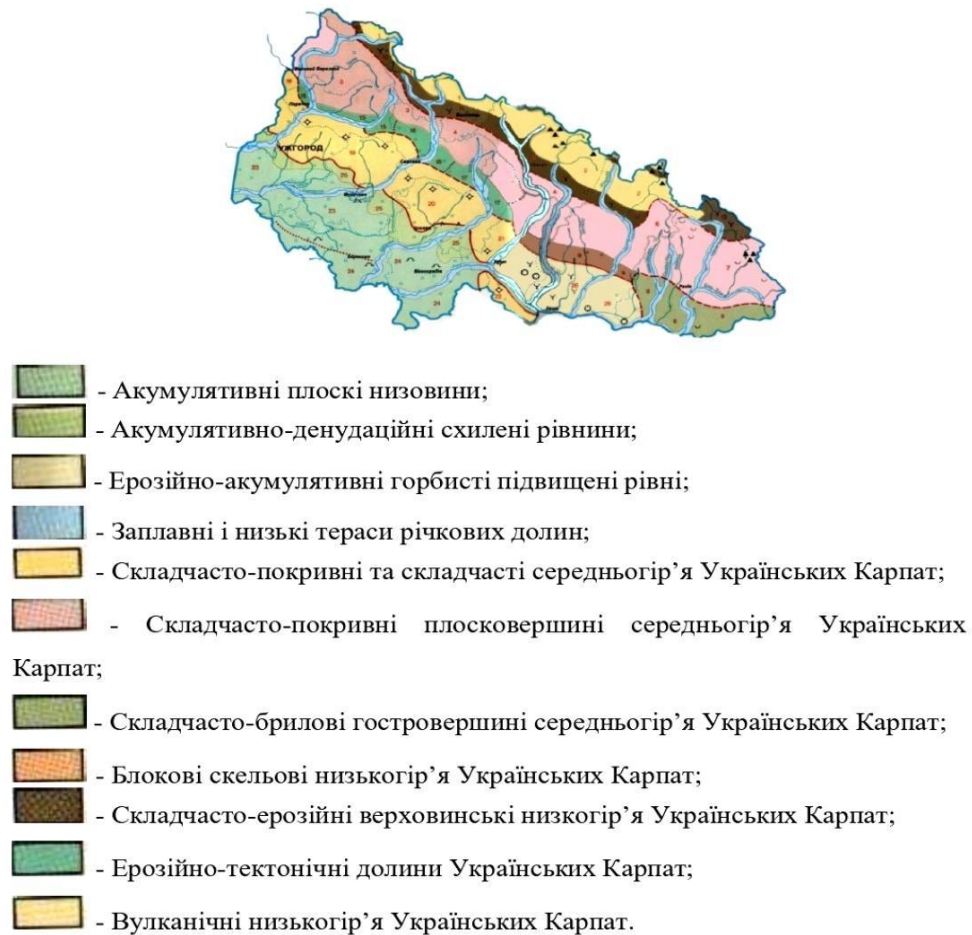 УЖГОРОД
- Акумулятивні плоскі низовини;
- Акумулятивно-денудаційні схилені рівнини;
- Ерозійно-акумулятивні горбисті підвищені рівні;
- Заплавні і низькі тераси річкових долин;
- Складчасто-покривні та складчасті середньогір’я Українських Карпат;
- Складчасто-покривні плосковершині середньогір’я Українських
Карпат;
- Складчасто-брилові гостровершині середньогір’я Українських Карпат;
- Блокові скельові низькогір’я Українських Карпат;
- Складчасто-ерозійні верховинські низкогір’я Українських Карпат;
- Ерозійно-тектонічні долини Українських Карпат;
- Вулканічні низькогір’я Українських Карпат.